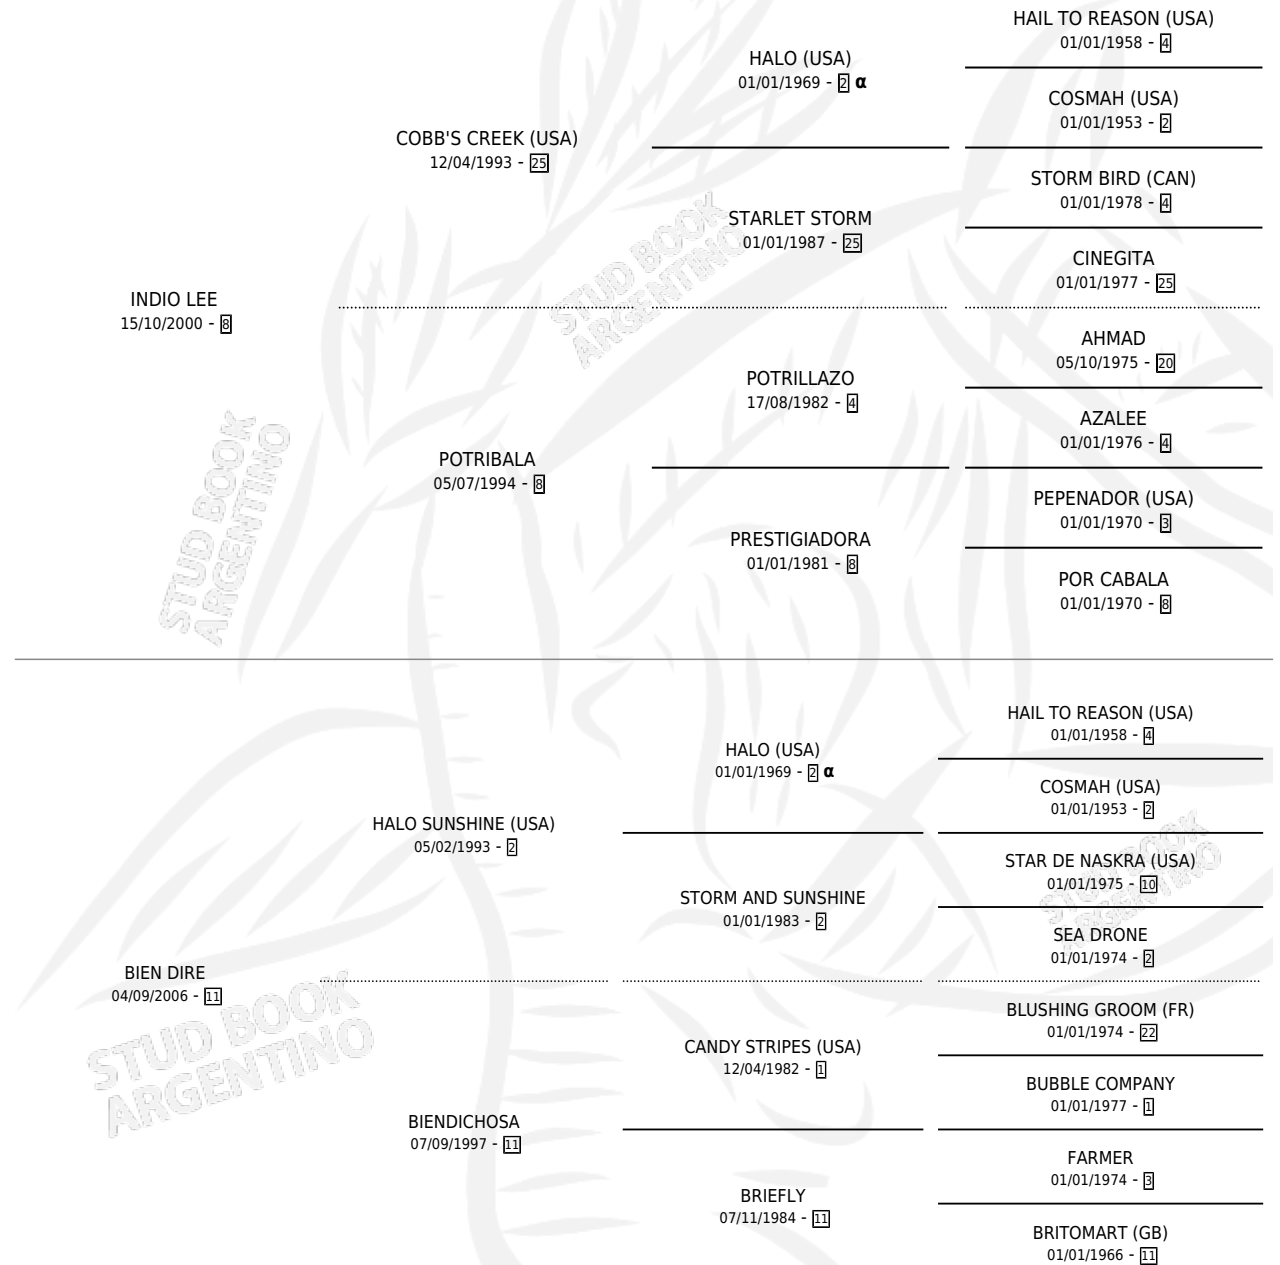 INDIO LEE
15/10/2000 - 8
COBB'S CREEK (USA)
12/04/1993 - 25
POTRIBALA
05/07/1994 - 8
HALO (USA)
01/01/1969 - 2 α
STARLET STORM
01/01/1987 - 25
POTRILLAZO
17/08/1982 - 4
PRESTIGIADORA
01/01/1981 - 8
HAIL TO REASON (USA)
01/01/1958 - 4
COSMAH (USA)
01/01/1953 - 2
STORM BIRD (CAN)
01/01/1978 - 4
CINEGITA
01/01/1977 - 25
AHMAD
05/10/1975 - 20
AZALEE
01/01/1976 - 4
PEPENADOR (USA)
01/01/1970 - 3
POR CABALA
01/01/1970 - 8
BIEN DIRE
04/09/2006 - 11
HALO SUNSHINE (USA)
05/02/1993 - 2
BIENDICHOSA
07/09/1997 - 11
HALO (USA)
01/01/1969 - 2 α
STORM AND SUNSHINE
01/01/1983 - 2
CANDY STRIPES (USA)
12/04/1982 - 1
BRIEFLY
07/11/1984 - 11
HAIL TO REASON (USA)
01/01/1958 - 4
COSMAH (USA)
01/01/1953 - 2
STAR DE NASKRA (USA)
01/01/1975 - 10
SEA DRONE
01/01/1974 - 2
BLUSHING GROOM (FR)
01/01/1974 - 22
BUBBLE COMPANY
01/01/1977 - 1
FARMER
01/01/1974 - 3
BRITOMART (GB)
01/01/1966 - 11
STUD BOOK
ARGENTINO
STUD BOOK
ARGENTINO
STUD BOOK
ARGENTINO
STUD BOOK
ARGENTINO